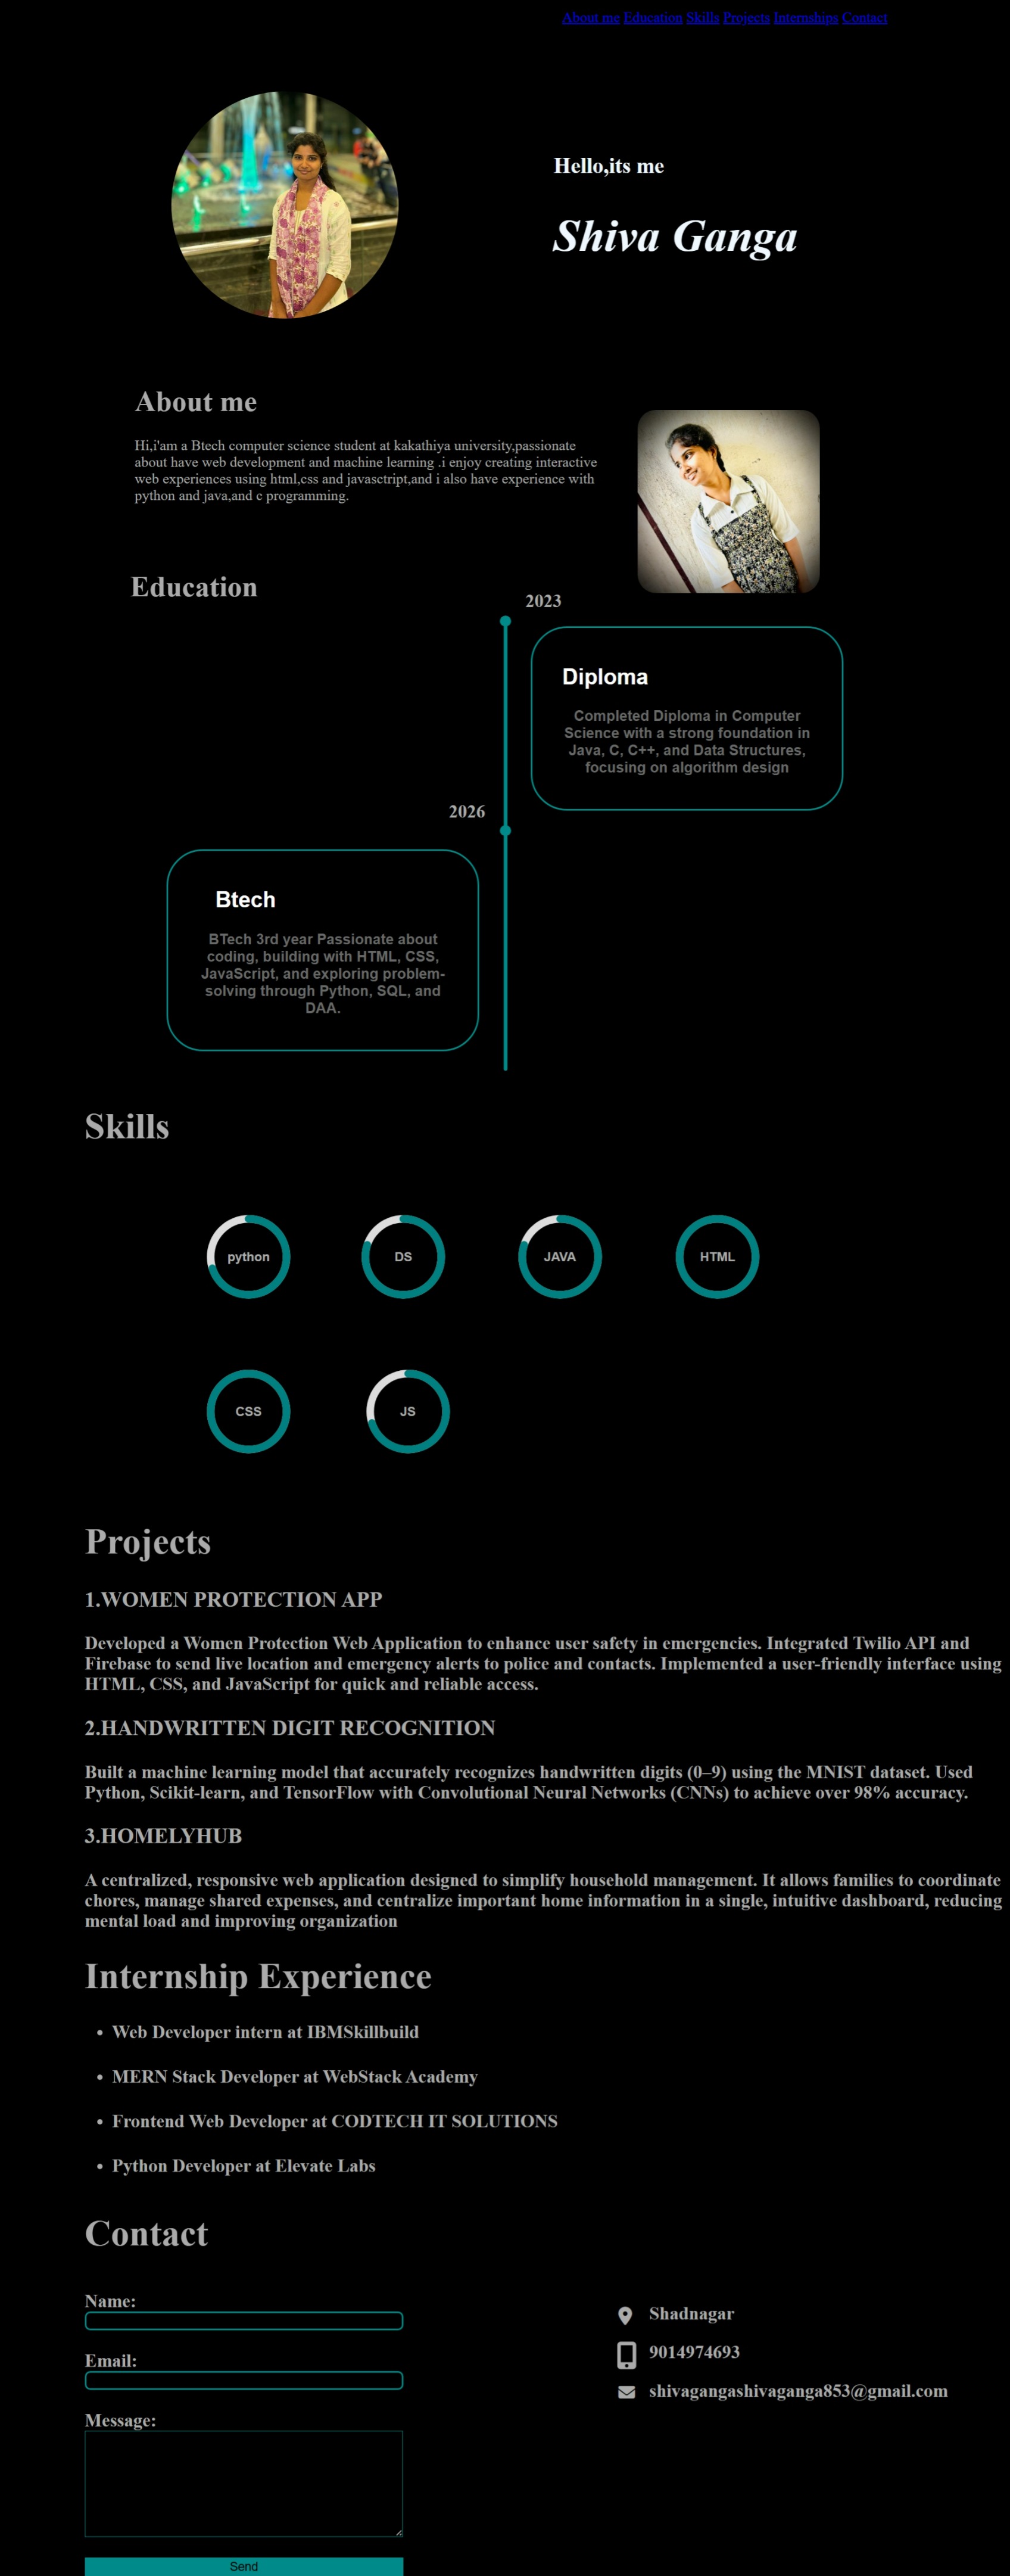 About me Education Skills Projects Internships Contact
Hello,its me
Shiva Ganga
About me
Hi,i'am a Btech computer science student at kakathiya university,passionate
about have web development and machine learning .i enjoy creating interactive
web experiences using html,css and javasctript,and i also have experience with
python and java,and c programming.
Education
2023
Diploma
Completed Diploma in Computer
Science with a strong foundation in
Java, C, C++, and Data Structures,
focusing on algorithm design
2026
Btech
BTech 3rd year Passionate about
coding, building with HTML, CSS,
JavaScript, and exploring problem-
solving through Python, SQL, and
DAA.
Skills
python
DS
JAVA
HTML
CSS
JS
Projects
1.WOMEN PROTECTION APP
Developed a Women Protection Web Application to enhance user safety in emergencies. Integrated Twilio API and
Firebase to send live location and emergency alerts to police and contacts. Implemented a user-friendly interface using
HTML, CSS, and JavaScript for quick and reliable access.
2.HANDWRITTEN DIGIT RECOGNITION
Built a machine learning model that accurately recognizes handwritten digits (0–9) using the MNIST dataset. Used
Python, Scikit-learn, and TensorFlow with Convolutional Neural Networks (CNNs) to achieve over 98% accuracy.
3.HOMELYHUB
A centralized, responsive web application designed to simplify household management. It allows families to coordinate
chores, manage shared expenses, and centralize important home information in a single, intuitive dashboard, reducing
mental load and improving organization
Internship Experience
• Web Developer intern at IBMSkillbuild
• MERN Stack Developer at WebStack Academy
• Frontend Web Developer at CODTECH IT SOLUTIONS
• Python Developer at Elevate Labs
Contact
Name:
Email:
Message:
Send
Shadnagar
9014974693
shivagangashivaganga853@gmail.com